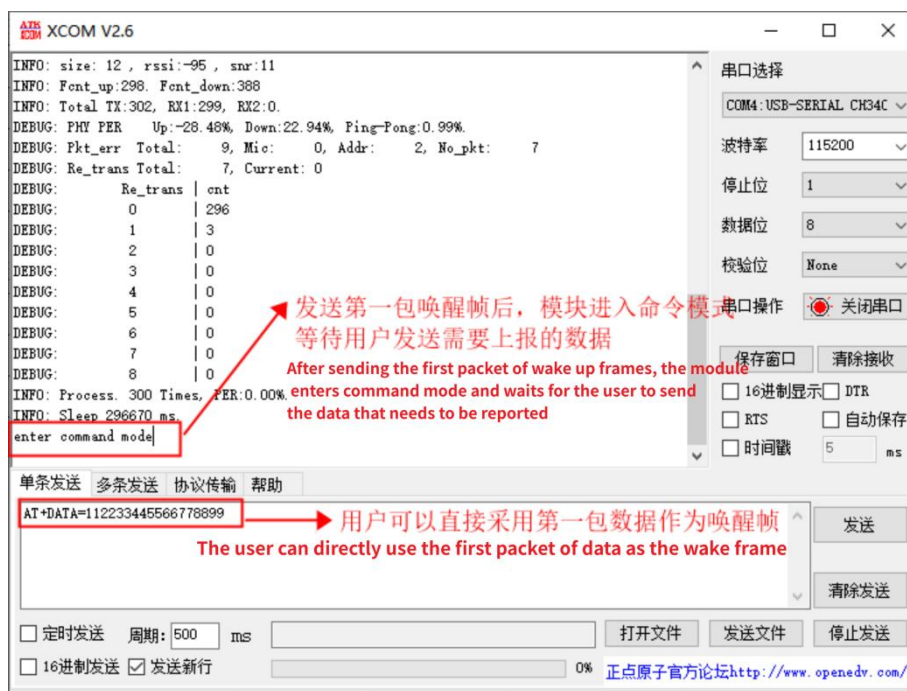 ATK XCOM XCOM V2.6
INFO: size: 12 , rssi:-95 , snr:11
INFO: Fcnt_up:298. Fcnt_down:388
INFO: Total TX:302, RX1:299, RX2:0.
DEBUG: PHY PER Up:-28.48%, Down:22.94%, Ping-Pong:0.99%.
DEBUG: Pkt_err Total: 9, Mic: 0, Addr: 2, No_pkt: 7
DEBUG: Re_trans Total: 7, Current: 0
DEBUG: Re_trans | cnt
DEBUG: 0 | 296
DEBUG: 1 | 3
DEBUG: 2 | 0
DEBUG: 3 | 0
DEBUG: 4 | 0
DEBUG: 5 | 0
DEBUG: 6 | 0
DEBUG: 7 | 0
DEBUG: 8 | 0
INFO: Process. 300 Times, PER:0.00%.
INFO: Sleep 296670 ms.
enter command mode
发送第一包唤醒帧后，模块进入命令模式
等待用户发送需要上报的数据
After sending the first packet of wake up frames, the module
enters command mode and waits for the user to send
the data that needs to be reported
串口选择
COM4:USB-SERIAL CH34C
波特率 115200
停止位 1
数据位 8
校验位 None
串口操作 关闭串口
保存窗口 清除接收
16进制显示 DTR
RTS 自动保存
时间戳 5 ms
单条发送 多条发送 协议传输 帮助
AT+DATA=112233445566778899
用户可以直接采用第一包数据作为唤醒帧
The user can directly use the first packet of data as the wake frame
发送
清除发送
定时发送 周期: 500 ms 打开文件 发送文件 停止发送
16进制发送 发送新行 0% 正点原子官方论坛http://www.openedv.com/